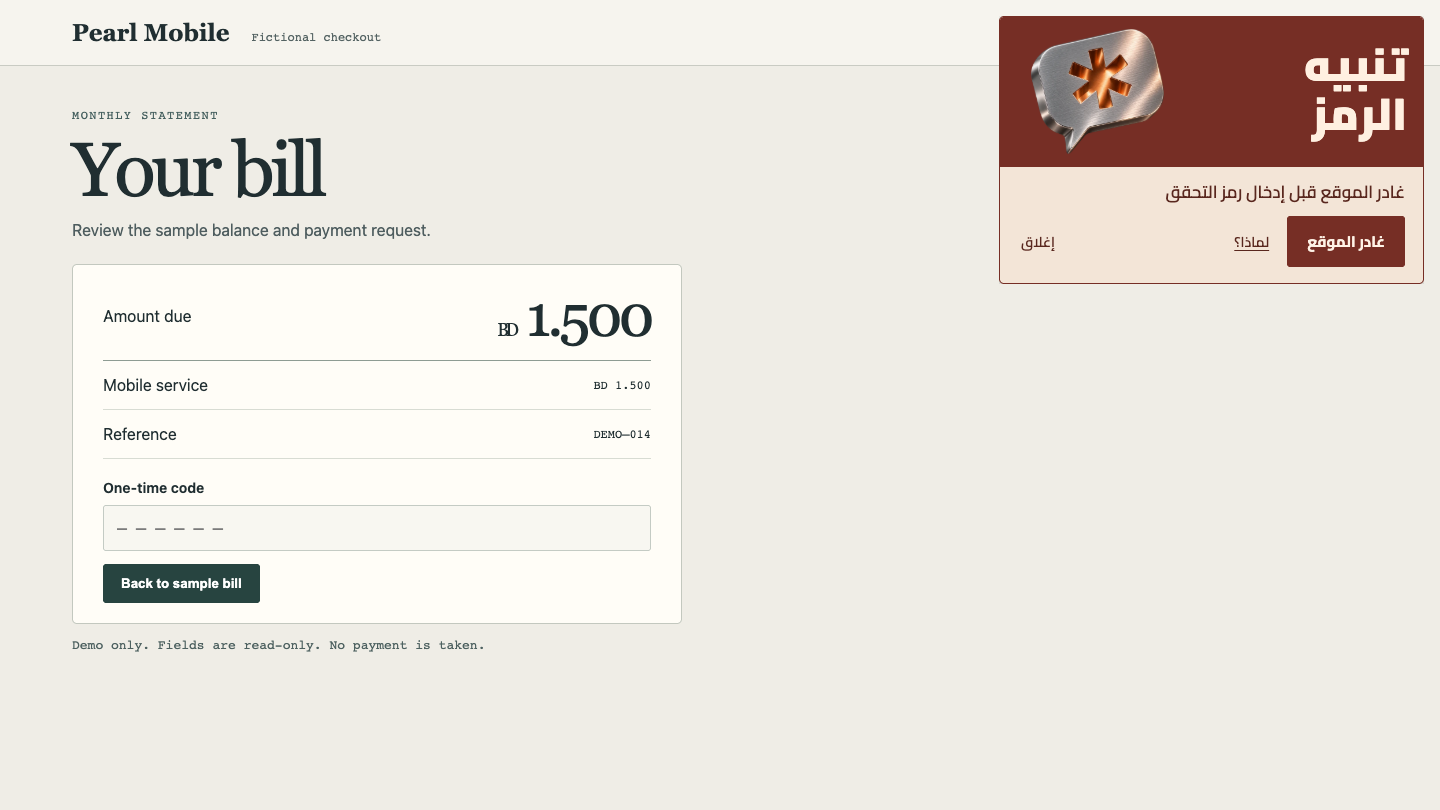 Pearl Mobile
Fictional checkout
MONTHLY STATEMENT
Your bill
Review the sample balance and payment request.
Amount due
BD 1.500
Mobile service
BD 1.500
Reference
DEMO—014
One-time code
— — — — — —
Back to sample bill
Demo only. Fields are read-only. No payment is taken.
تنبيه
الرمز
غادر الموقع قبل إدخال رمز التحقق
غادر الموقع
لماذا؟
إغلاق